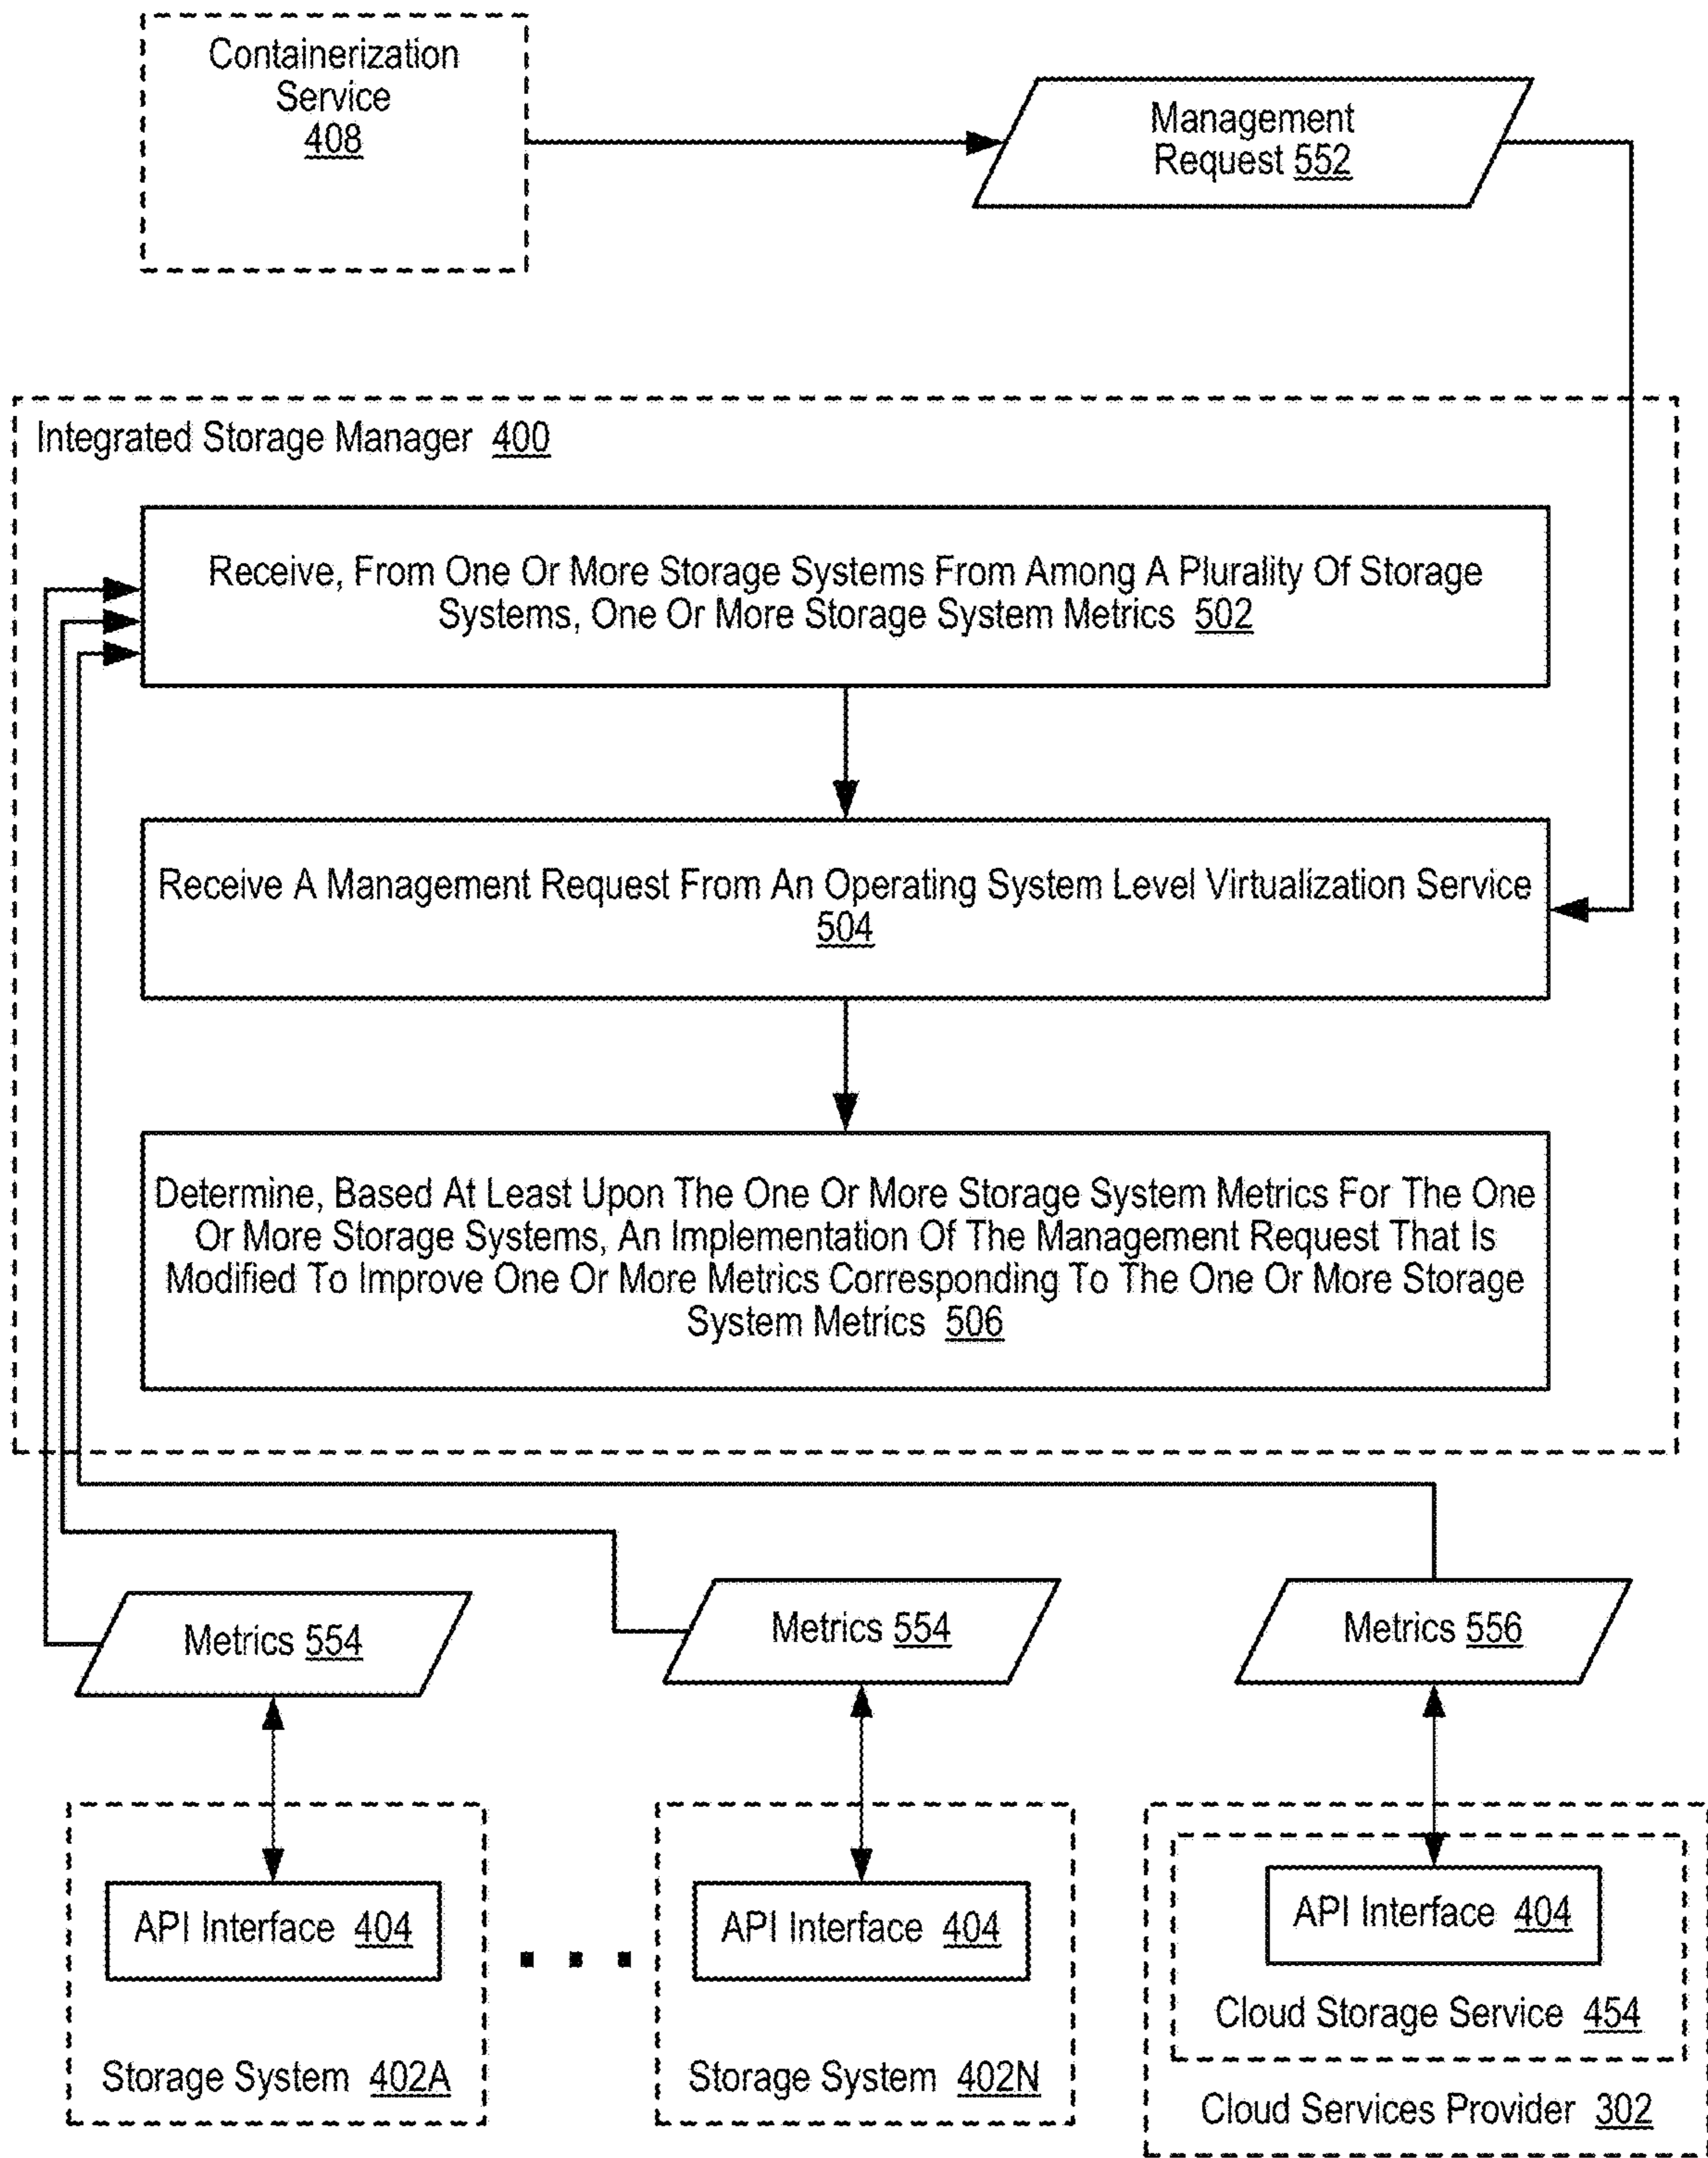 Containerization
Service
408
Management
Request 552
Integrated Storage Manager 400
Receive, From One Or More Storage Systems From Among A Plurality Of Storage
Systems, One Or More Storage System Metrics 502
Receive A Management Request From An Operating System Level Virtualization Service
504
Determine, Based At Least Upon The One Or More Storage System Metrics For The One
Or More Storage Systems, An Implementation Of The Management Request That Is
Modified To Improve One Or More Metrics Corresponding To The One Or More Storage
System Metrics 506
Metrics 554
Metrics 554
Metrics 556
API Interface 404
API Interface 404
API Interface 404
Storage System 402A
Storage System 402N
Cloud Storage Service 454
Cloud Services Provider 302